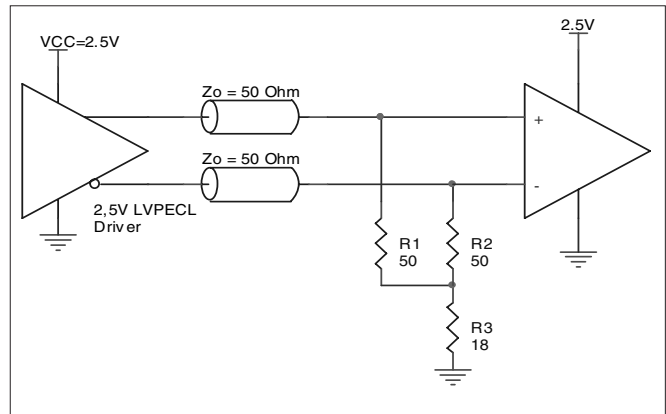 VCC=2.5V
2.5V
Zo = 50 Ohm
Zo = 50 Ohm
+
-
2,5V LVPECL
Driver
R1
50
R2
50
R3
18